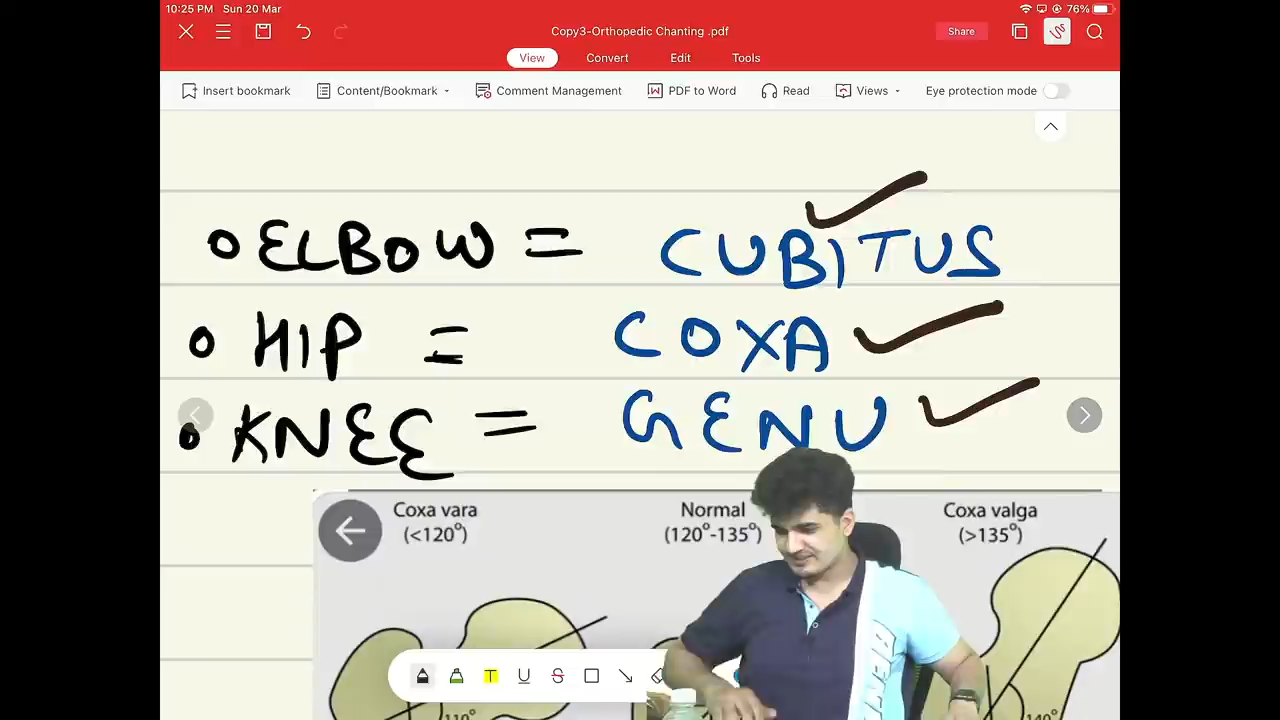 10:25 PM Sun 20 Mar 76%
Copy3-Orthopedic Chanting .pdf
Share
View Convert Edit Tools
Insert bookmark Content/Bookmark Comment Management PDF to Word Read Views Eye protection mode
ELBOW = CUBITUS
HIP = COXA
KNEE = GENU
Coxa vara Normal Coxa valga
(<120°) (120°-135°) (>135°)
T U S
110° 140°